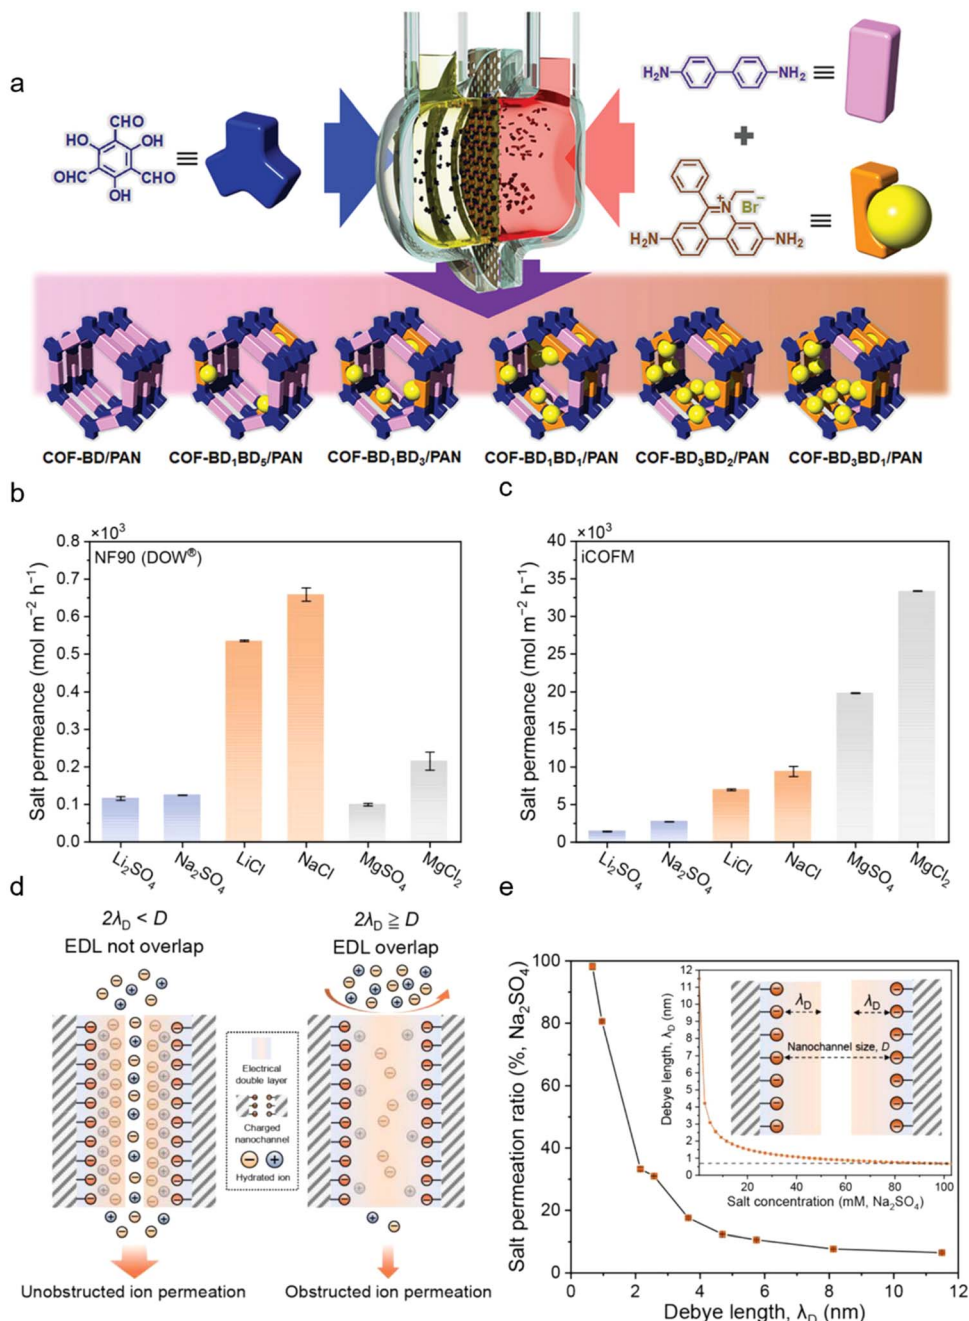 a
CHO
HO
OH
OHC
CHO
OH
≡
H₂N
NH₂
≡
+
N⁺
Br⁻
H₂N
NH₂
≡
COF-BD/PAN
COF-BD₁BD₅/PAN
COF-BD₁BD₃/PAN
COF-BD₁BD₁/PAN
COF-BD₃BD₂/PAN
COF-BD₃BD₁/PAN
b
×10³
NF90 (DOW®)
Salt permeance (mol m⁻² h⁻¹)
0.8
0.7
0.6
0.5
0.4
0.3
0.2
0.1
0.0
Li₂SO₄
Na₂SO₄
LiCl
NaCl
MgSO₄
MgCl₂
c
×10³
iCOFM
Salt permeance (mol m⁻² h⁻¹)
40
35
30
25
20
15
10
5
0
Li₂SO₄
Na₂SO₄
LiCl
NaCl
MgSO₄
MgCl₂
d
2λ_D < D
EDL not overlap
2λ_D ≧ D
EDL overlap
Electrical
double layer
Charged
nanochannel
Hydrated ion
Unobstructed ion permeation
Obstructed ion permeation
e
Salt permeation ratio (%, Na₂SO₄)
100
80
60
40
20
0
0 2 4 6 8 10 12
Debye length, λ_D (nm)
Debye length, λ_D (nm)
12
11
10
9
8
7
6
5
4
3
2
1
0
0 20 40 60 80 100
Salt concentration (mM, Na₂SO₄)
λ_D
λ_D
Nanochannel size, D